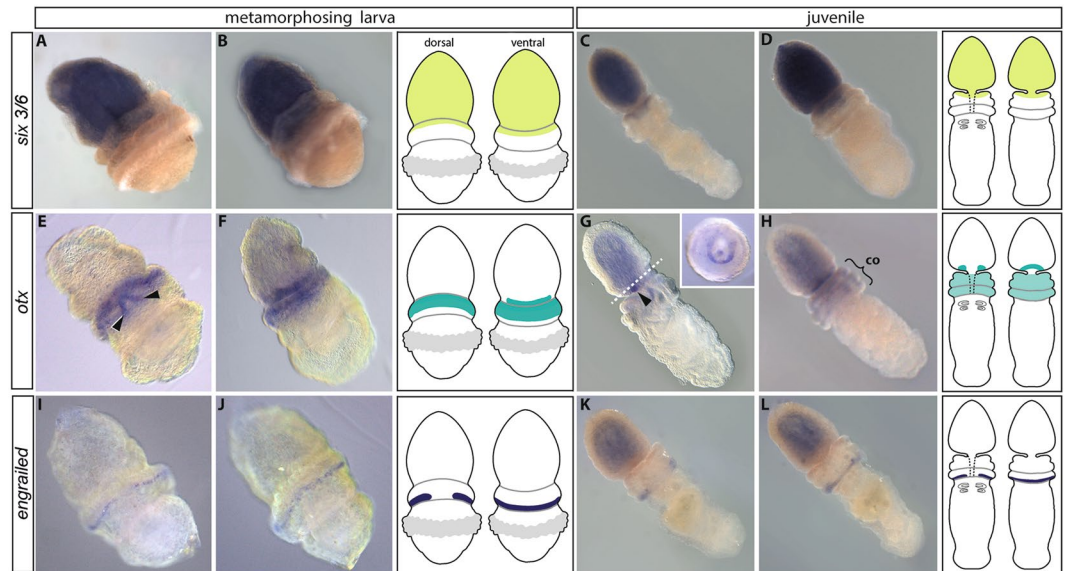 metamorphosing larva
juvenile
six 3/6
A
B
dorsal
ventral
C
D
otx
E
F
G
H
co
engrailed
I
J
K
L